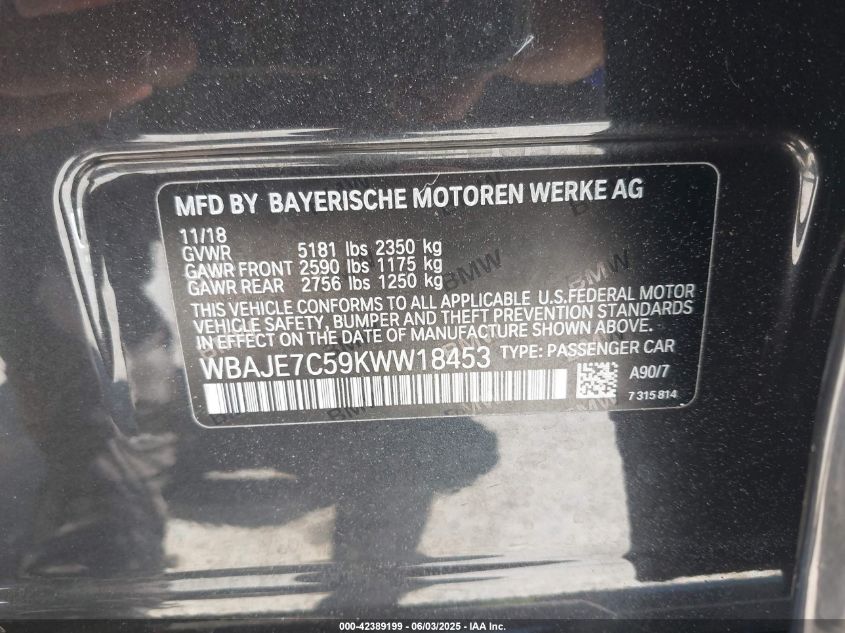 MFD BY BAYERISCHE MOTOREN WERKE AG
11/18
GVWR 5181 lbs 2350 kg
GAWR FRONT 2590 lbs 1175 kg
GAWR REAR 2756 lbs 1250 kg
THIS VEHICLE CONFORMS TO ALL APPLICABLE U.S.FEDERAL MOTOR
VEHICLE SAFETY, BUMPER AND THEFT PREVENTION STANDARDS
IN EFFECT ON THE DATE OF MANUFACTURE SHOWN ABOVE.
WBAJE7C59KWW18453 TYPE: PASSENGER CAR
A90/7
7 315 814
000-42389199 - 06/03/2025 - IAA Inc.